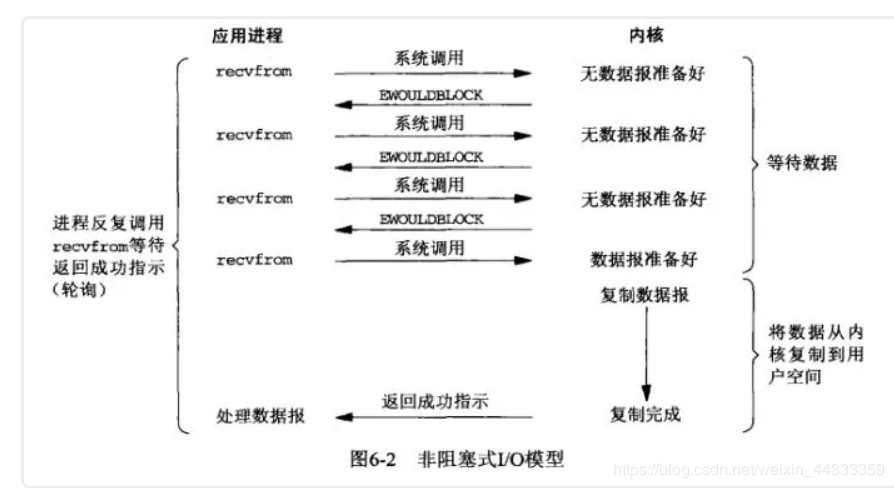 应用进程 内核
recvfrom 系统调用 无数据报准备好
EWOULDBLOCK
recvfrom 系统调用 无数据报准备好
EWOULDBLOCK
等待数据
recvfrom 系统调用 无数据报准备好
EWOULDBLOCK
recvfrom 系统调用 数据报准备好
进程反复调用
recvfrom等待
返回成功指示
(轮询)
复制数据报
将数据从内
核复制到用
户空间
处理数据报 返回成功指示 复制完成
图6-2 非阻塞式I/O模型
https://blog.csdn.net/weixin_44333359